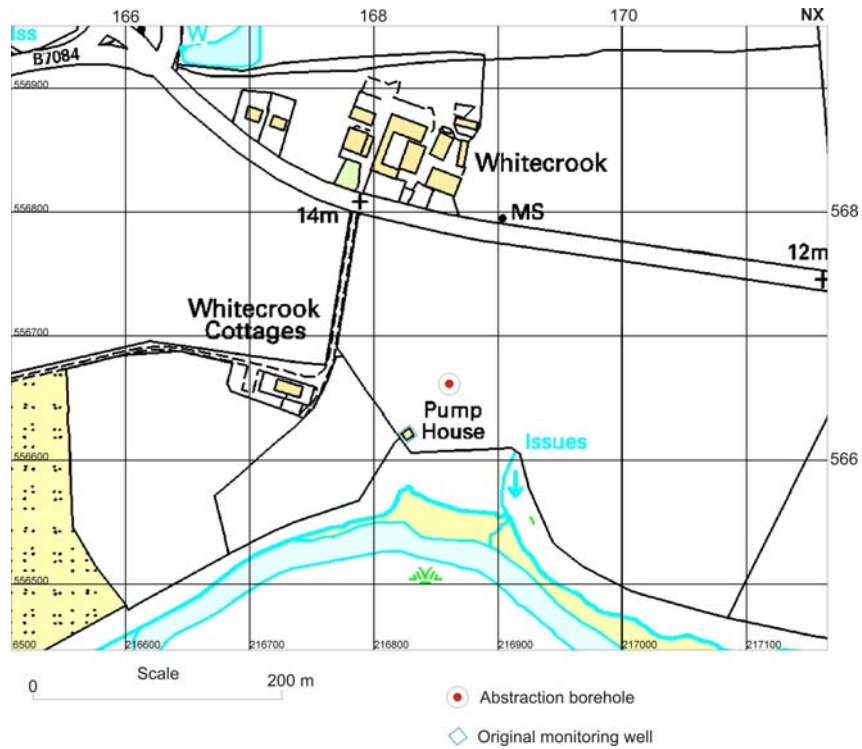 166 168 170 NX
Iss W
B7084
556900
Whitecrook
14m MS
556800 568
12m
Whitecrook
Cottages
556700
Pump
House
Issues
556600 566
556500
6500 216600 216700 216800 216900 217000 217100
Scale
0 200 m
Abstraction borehole
Original monitoring well